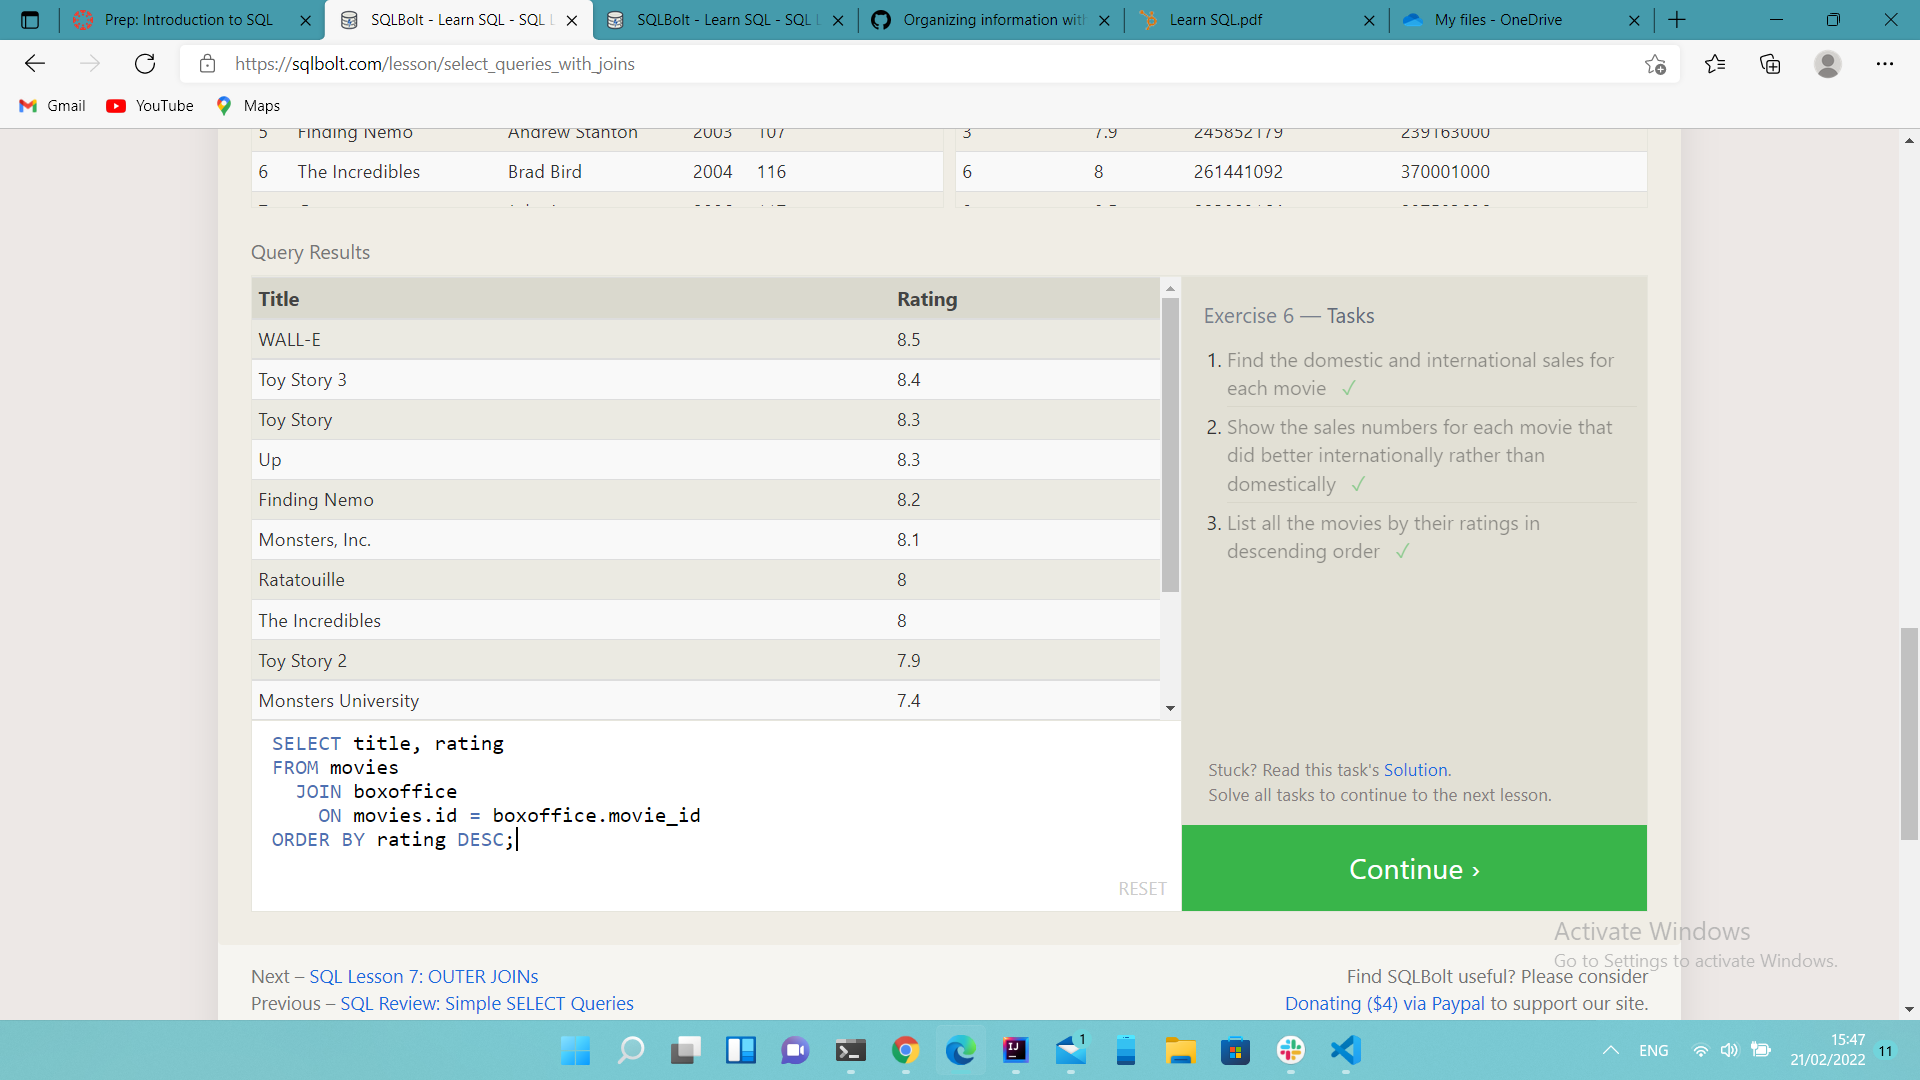 Prep: Introduction to SQL
SQLBolt - Learn SQL - SQL L
SQLBolt - Learn SQL - SQL L
Organizing information with
Learn SQL.pdf
My files - OneDrive
https://sqlbolt.com/lesson/select_queries_with_joins
Gmail YouTube Maps
5 Finding Nemo Andrew Stanton 2003 107 3 7.9 245852179 239163000
6 The Incredibles Brad Bird 2004 116 6 8 261441092 370001000
Query Results
Title Rating
WALL-E 8.5
Toy Story 3 8.4
Toy Story 8.3
Up 8.3
Finding Nemo 8.2
Monsters, Inc. 8.1
Ratatouille 8
The Incredibles 8
Toy Story 2 7.9
Monsters University 7.4
SELECT title, rating
FROM movies
JOIN boxoffice
ON movies.id = boxoffice.movie_id
ORDER BY rating DESC;
RESET
Exercise 6 — Tasks
1. Find the domestic and international sales for
each movie ✓
2. Show the sales numbers for each movie that
did better internationally rather than
domestically ✓
3. List all the movies by their ratings in
descending order ✓
Stuck? Read this task's Solution.
Solve all tasks to continue to the next lesson.
Continue ›
Activate Windows
Go to Settings to activate Windows.
Next – SQL Lesson 7: OUTER JOINs
Previous – SQL Review: Simple SELECT Queries
Find SQLBolt useful? Please consider
Donating ($4) via Paypal to support our site.
IJ
1
ENG
15:47
21/02/2022
11